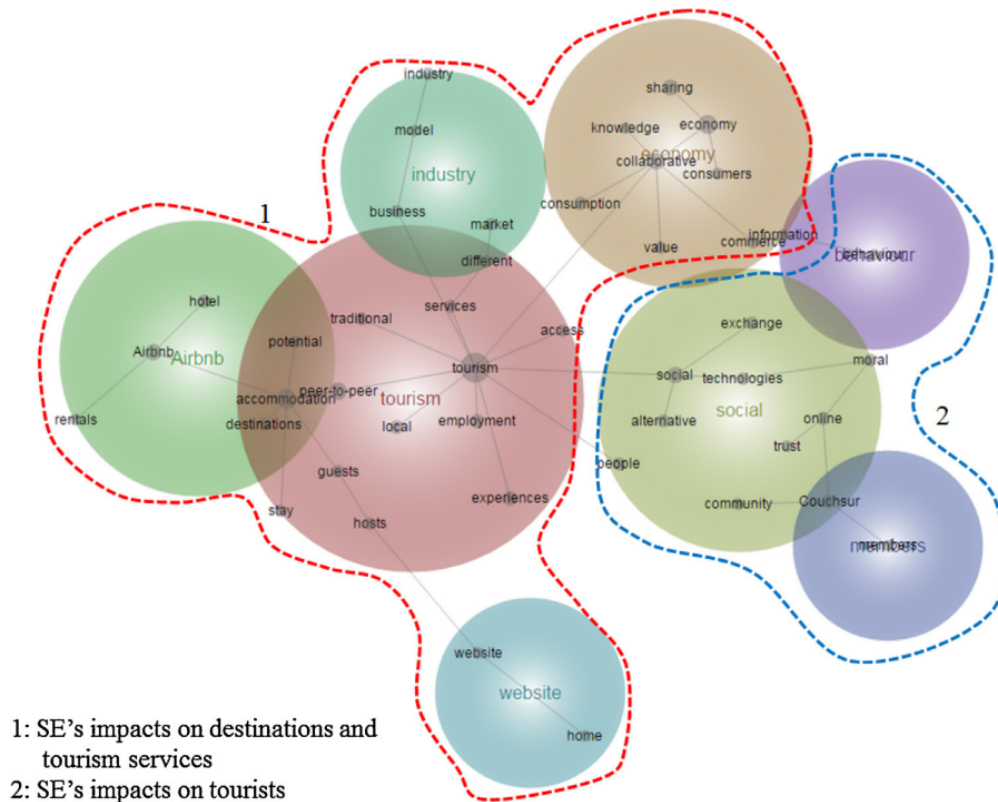 industry
sharing
model
knowledge
economy
economy
collaborative
consumers
industry
consumption
business
1
market
information
commerce
value
behaviour
behaviour
different
hotel
services
traditional
exchange
access
potential
Airbnb
Airbnb
moral
tourism
social
technologies
peer-to-peer
accommodation
tourism
social
rentals
destinations
local
employment
alternative
online
2
trust
people
guests
experiences
stay
hosts
community
Couchsur
members
members
website
website
home
1: SE's impacts on destinations and
tourism services
2: SE's impacts on tourists